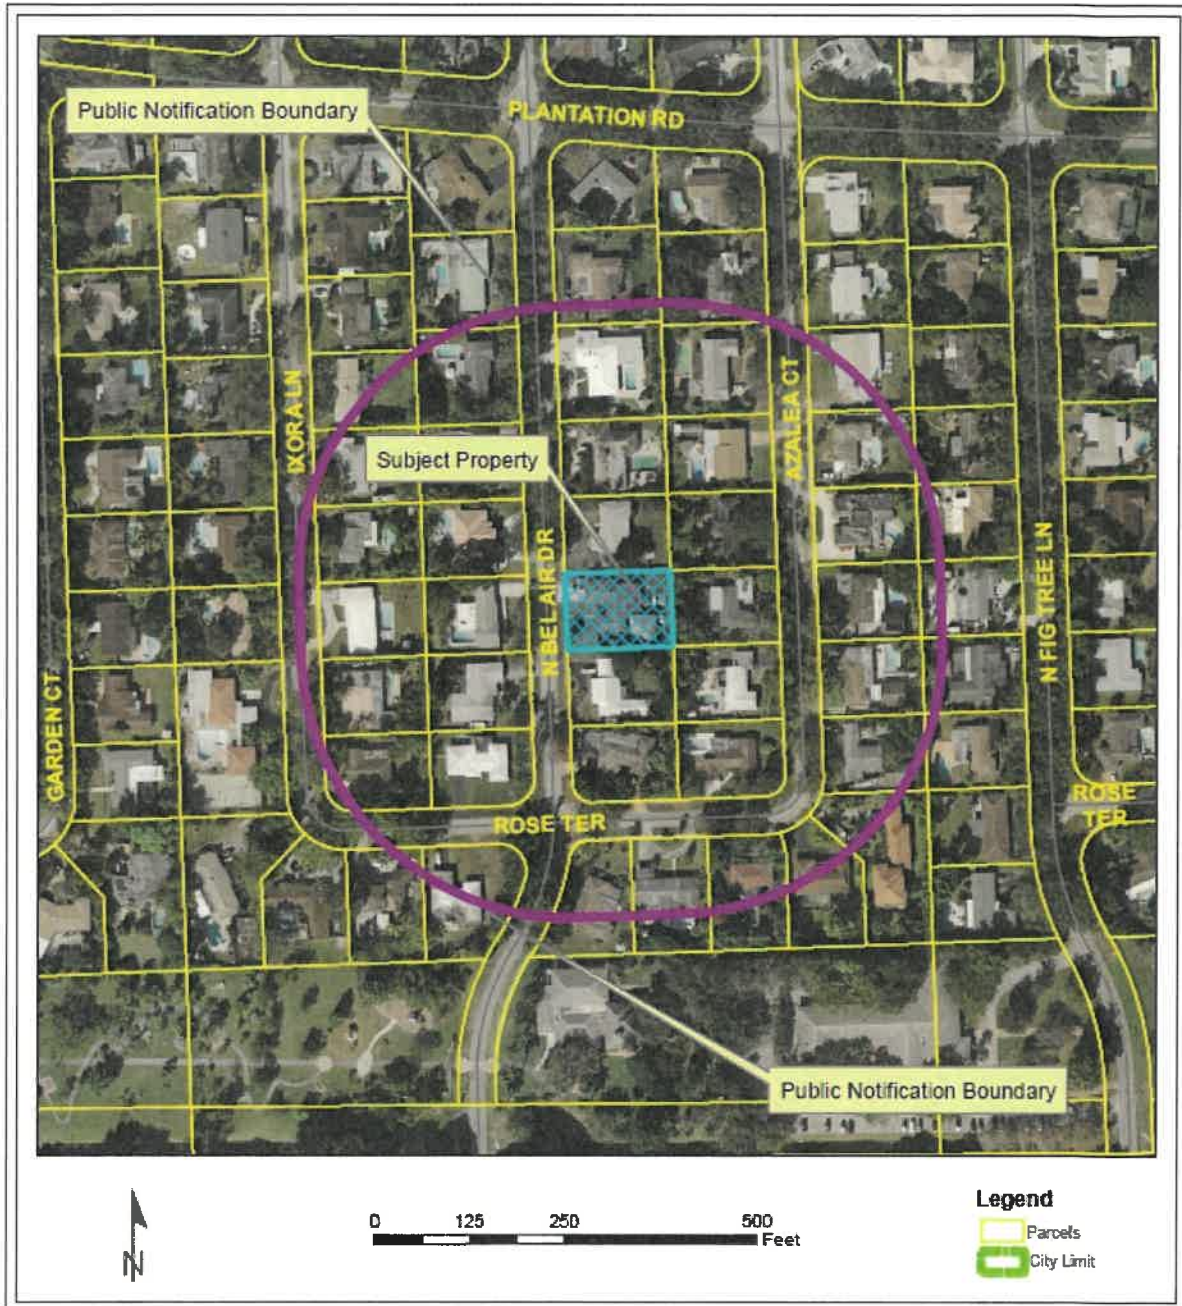 Public Notification Boundary
PLANTATION RD
IXORA LN
AZALEA CT
Subject Property
N BEL AIR DR
N FIG TREE LN
GARDEN CT
ROSE TER
ROSE
TER
Public Notification Boundary
N
0 125 250 500
Feet
Legend
Parcels
City Limit